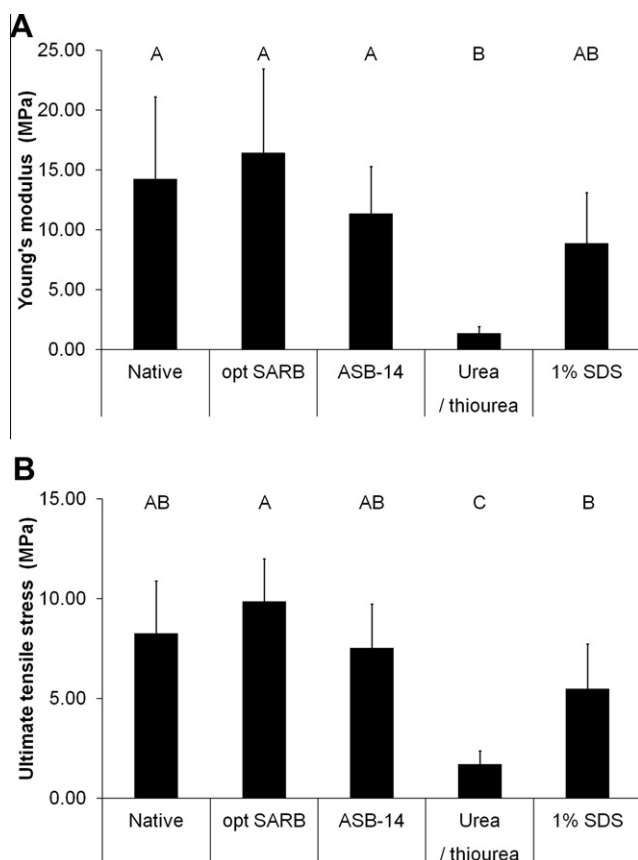 A
Young's modulus (MPa)
25.00
20.00
15.00
10.00
5.00
0.00
A A A B AB
Native opt SARB ASB-14 Urea 1% SDS
/ thiourea
B
Ultimate tensile stress (MPa)
15.00
10.00
5.00
0.00
AB A AB C B
Native opt SARB ASB-14 Urea 1% SDS
/ thiourea